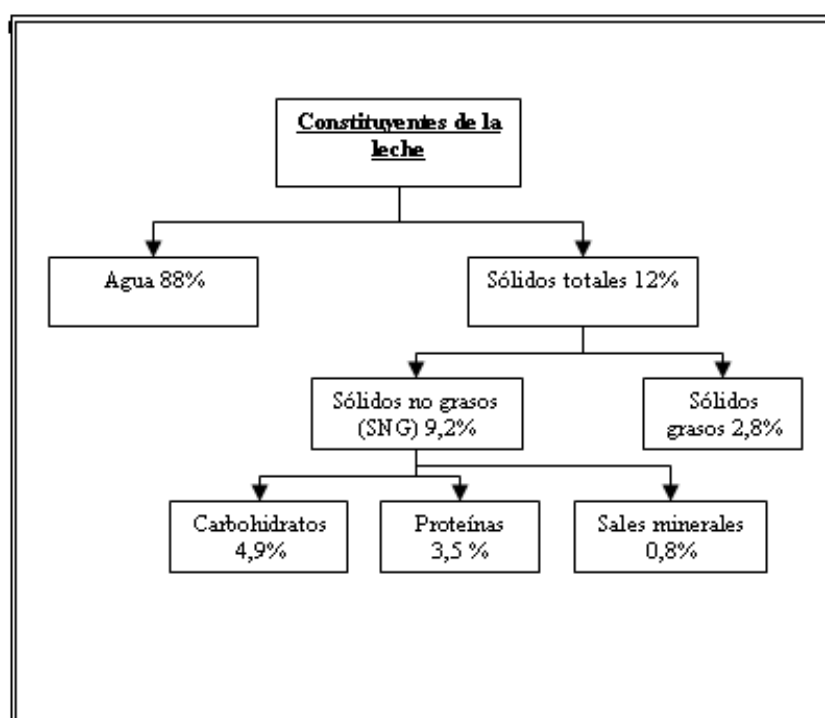 Constituyentes de la
leche
Agua 88%
Sólidos totales 12%
Sólidos no grasos
(SNG) 9,2%
Sólidos
grasos 2,8%
Carbohidratos
4,9%
Proteínas
3,5 %
Sales minerales
0,8%